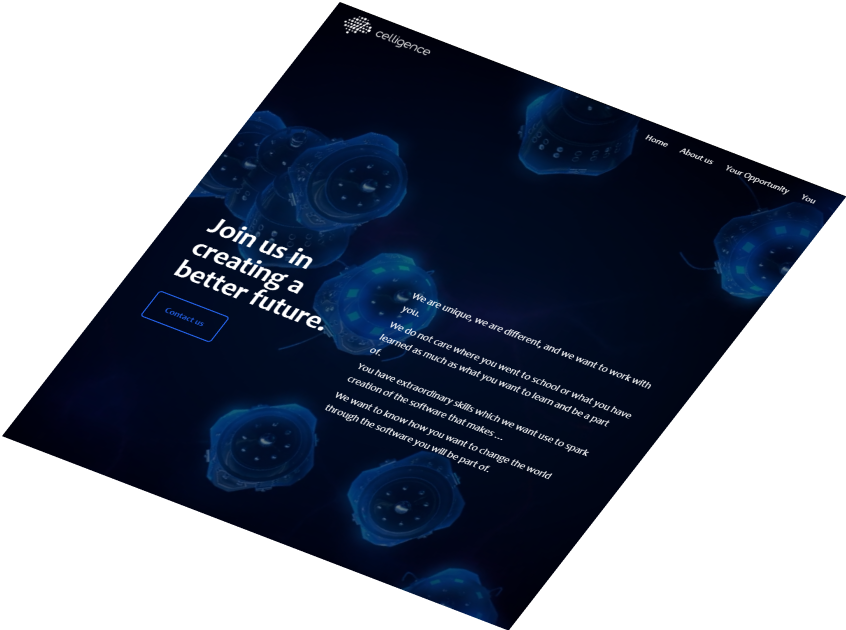 celligence
Home About us Your Opportunity You
Join us in
creating a
better future.
Contact us
We are unique, we are different, and we want to work with
you.
We do not care where you went to school or what you have
learned as much as what you want to learn and be a part
of.
You have extraordinary skills which we want use to spark
creation of the software that makes ...
We want to know how you want to change the world
through the software you will be part of.